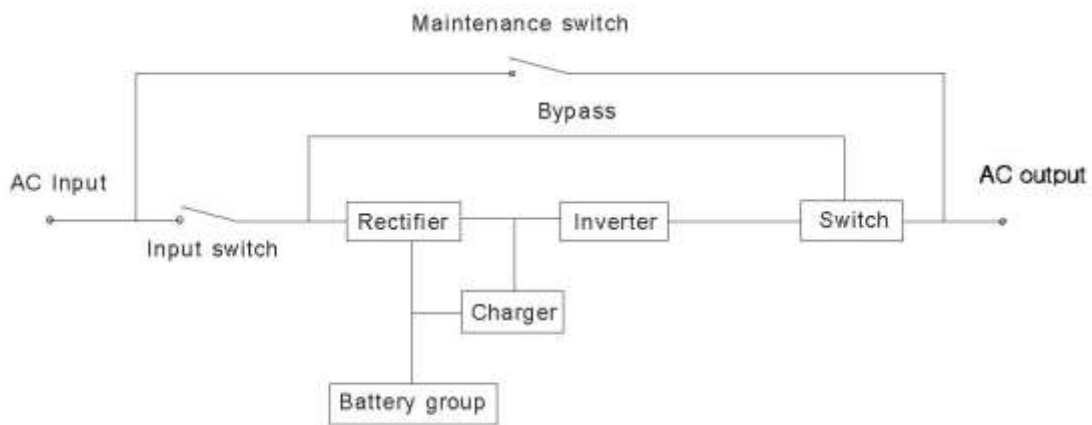 Maintenance switch
Bypass
AC Input
AC output
Rectifier
Inverter
Switch
Input switch
Charger
Battery group